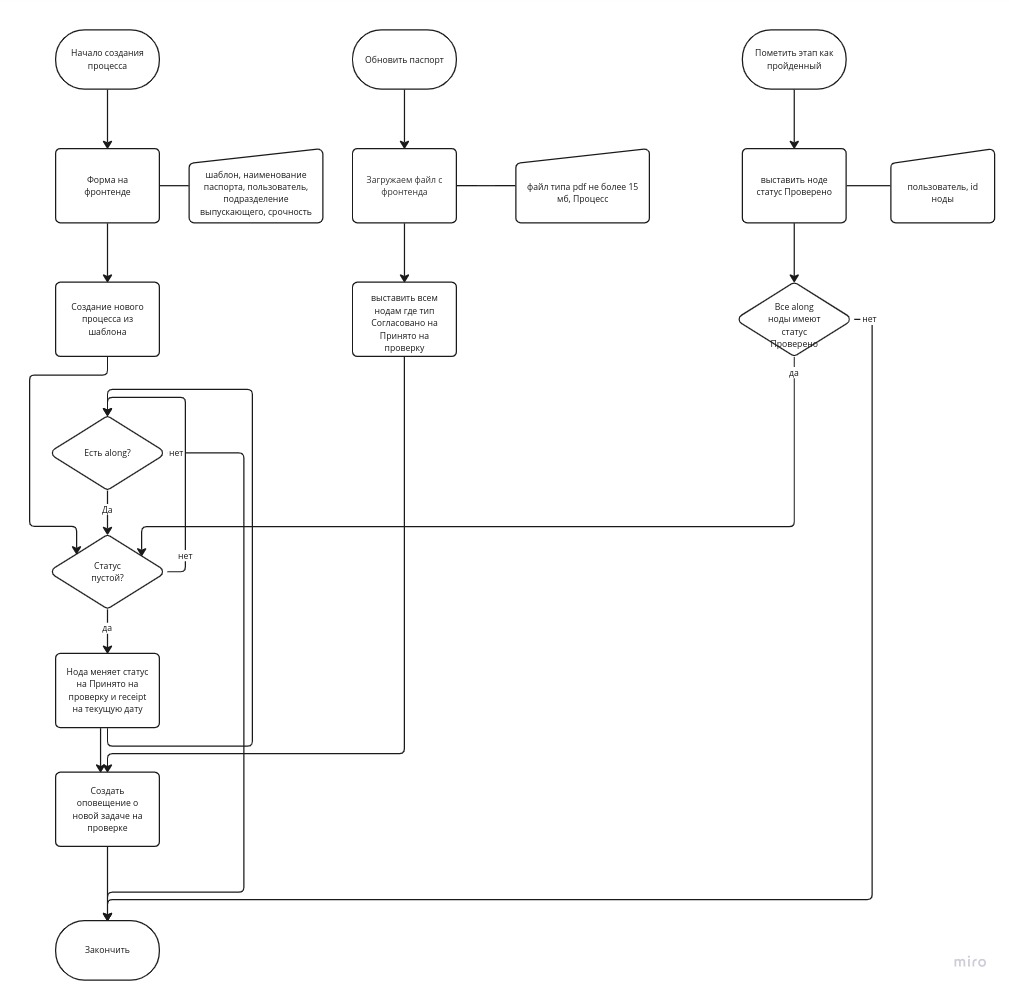 Начало создания
процесса
Обновить паспорт
Пометить этап как
пройденный
Форма на
фронтенде
шаблон, наименование
паспорта, пользователь,
подразделение
выпускающего, срочность
Загружаем файл с
фронтенда
файл типа pdf не более 15
мб, Процесс
выставить ноде
статус Проверено
пользователь, id
ноды
Создание нового
процесса из
шаблона
выставить всем
нодам где тип
Согласовано на
Принято на
проверку
Все along
ноды имеют
статус
Проверено
нет
да
Есть along?
нет
Да
нет
Статус
пустой?
да
Нода меняет статус
на Принято на
проверку и receipt
на текущую дату
Создать
оповещение о
новой задаче на
проверке
Закончить
miro